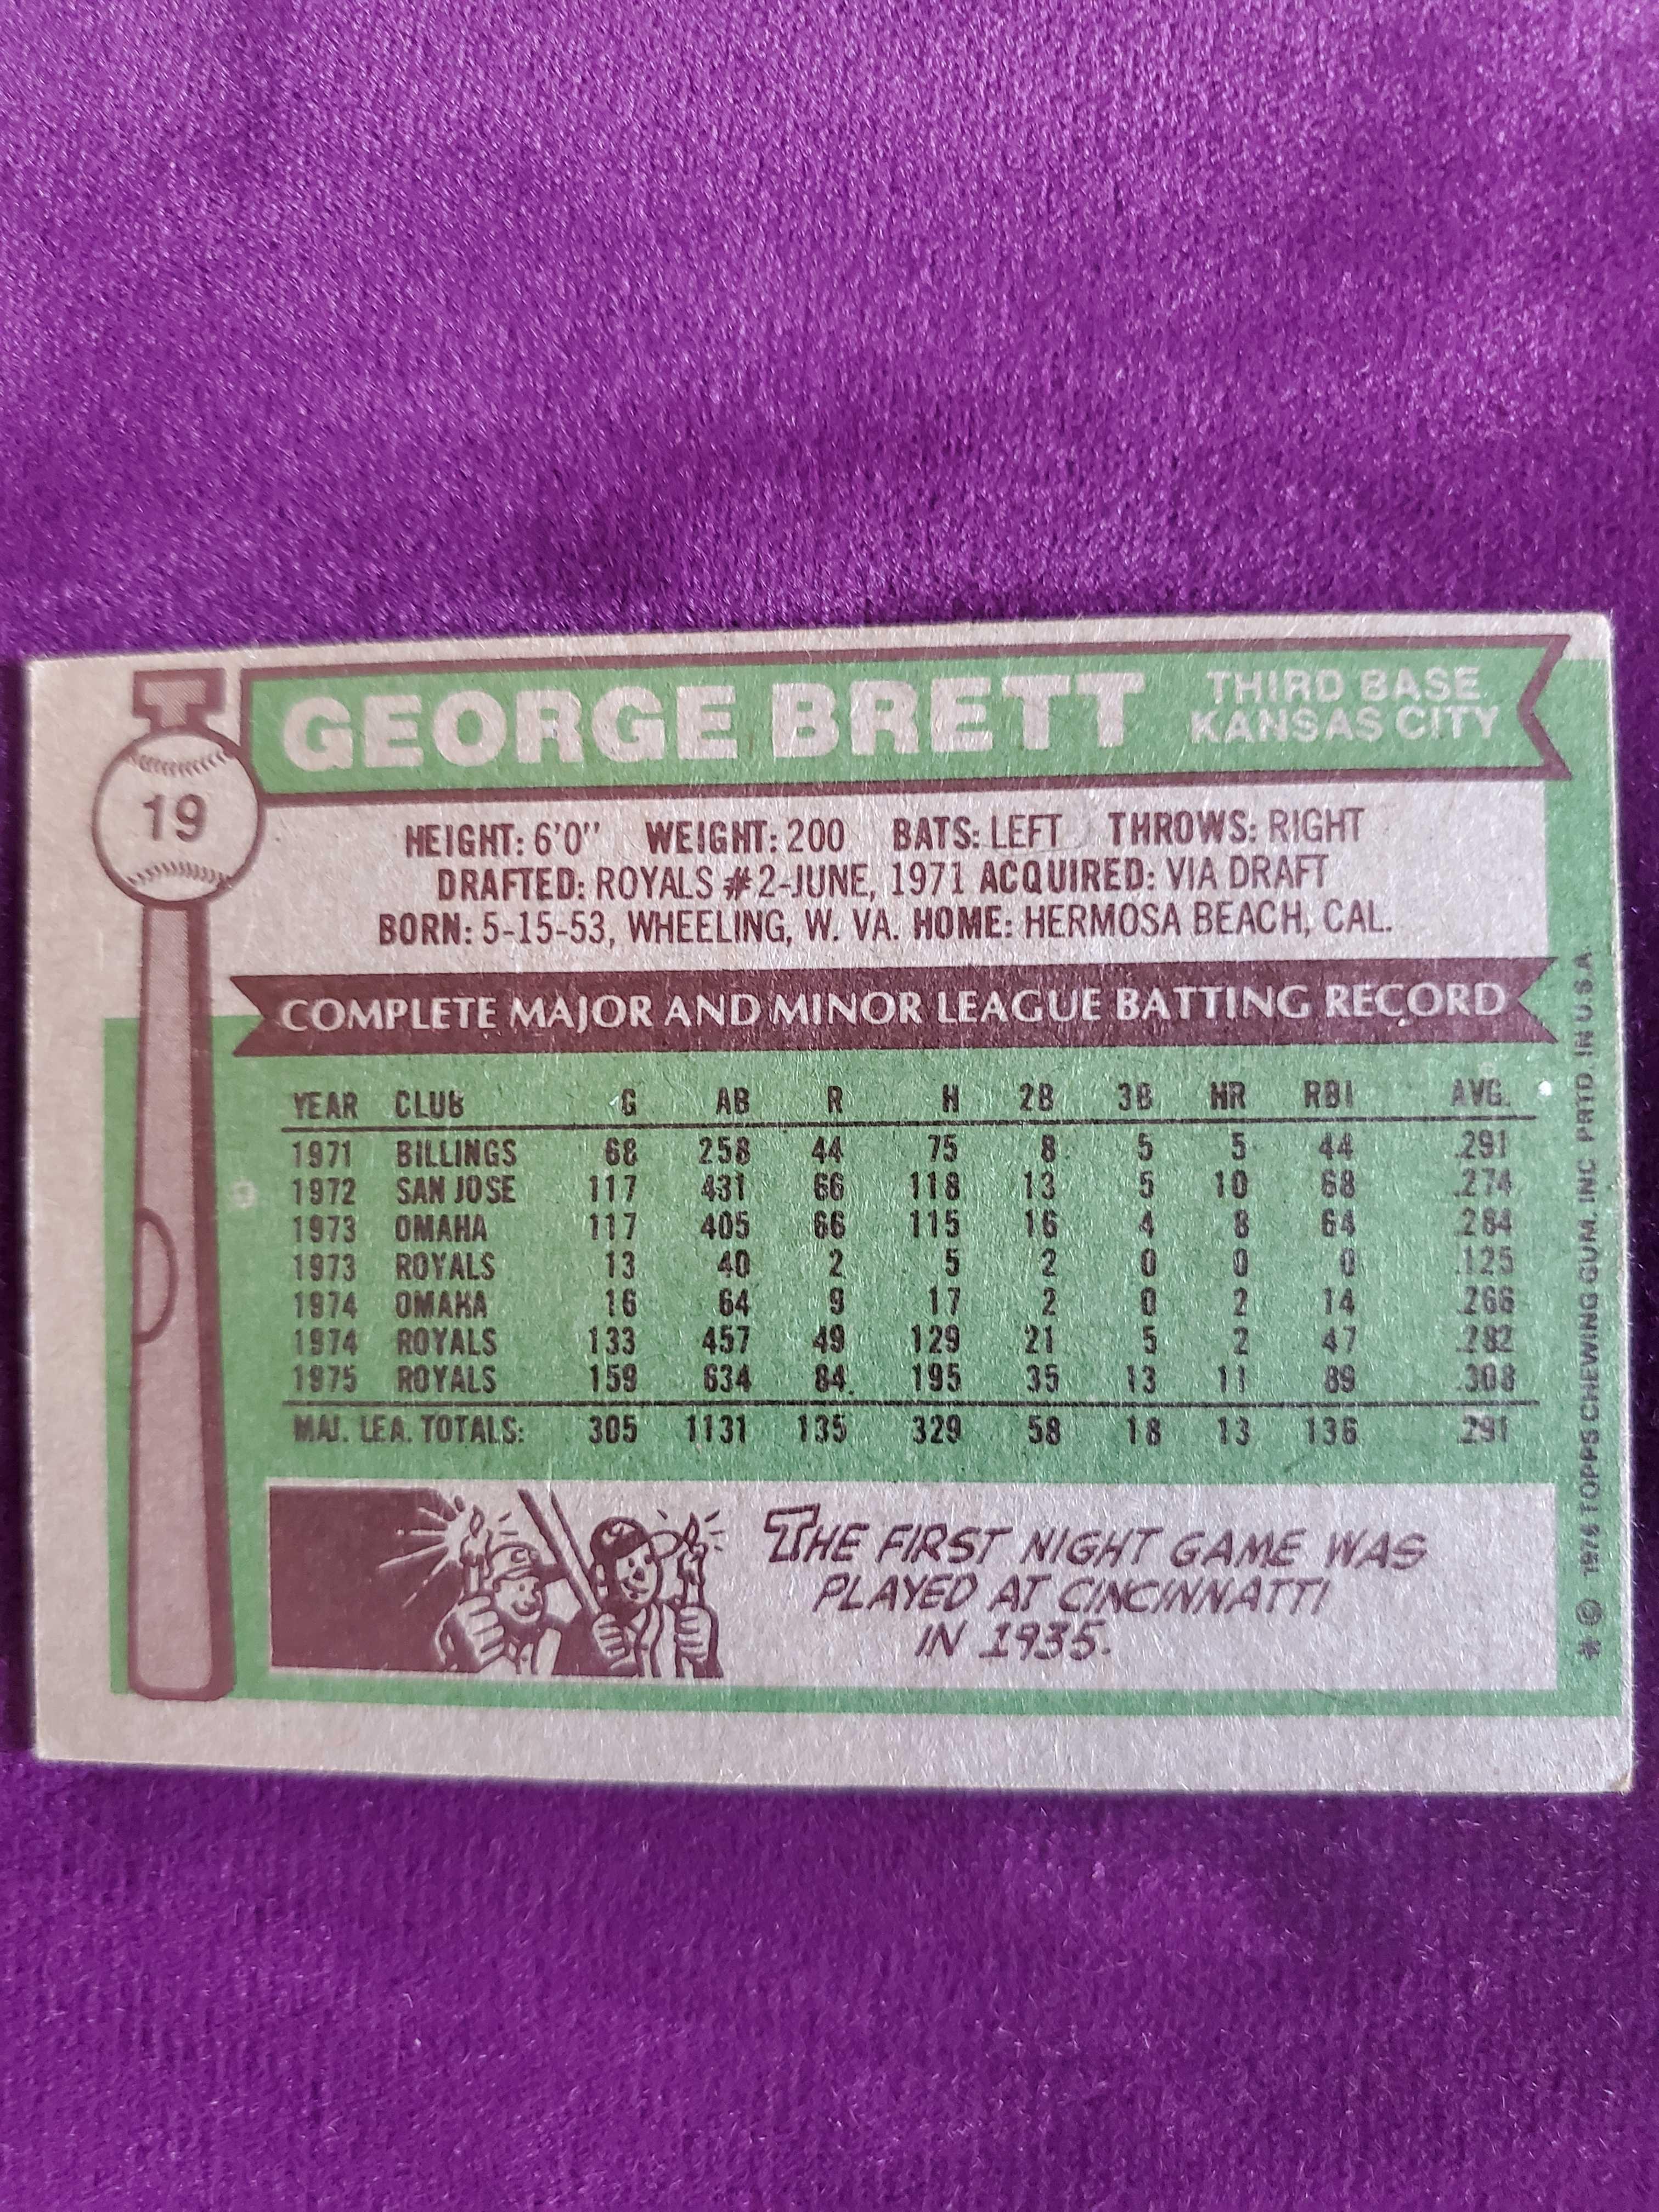 GEORGE BRETT
THIRD BASE
KANSAS CITY
19
HEIGHT: 6'0" WEIGHT: 200 BATS: LEFT THROWS: RIGHT
DRAFTED: ROYALS #2-JUNE, 1971 ACQUIRED: VIA DRAFT
BORN: 5-15-53, WHEELING, W. VA. HOME: HERMOSA BEACH, CAL.
COMPLETE MAJOR AND MINOR LEAGUE BATTING RECORD
YEAR CLUB G AB R H 2B 3B HR RBI AVG.
1971 BILLINGS 68 258 44 75 8 5 5 44 .291
1972 SAN JOSE 117 431 66 118 13 5 10 68 .274
1973 OMAHA 117 405 66 115 16 4 8 64 .284
1973 ROYALS 13 40 2 5 2 0 0 0 .125
1974 OMAHA 16 64 9 17 2 0 2 14 .266
1974 ROYALS 133 457 49 129 21 5 2 47 .282
1975 ROYALS 159 634 84 195 35 13 11 89 .308
MAJ. LEA. TOTALS: 305 1131 135 329 58 18 13 136 .291
THE FIRST NIGHT GAME WAS
PLAYED AT CINCINNATTI
IN 1935.
* © 1976 TOPPS CHEWING GUM, INC. PRTD. IN U.S.A.